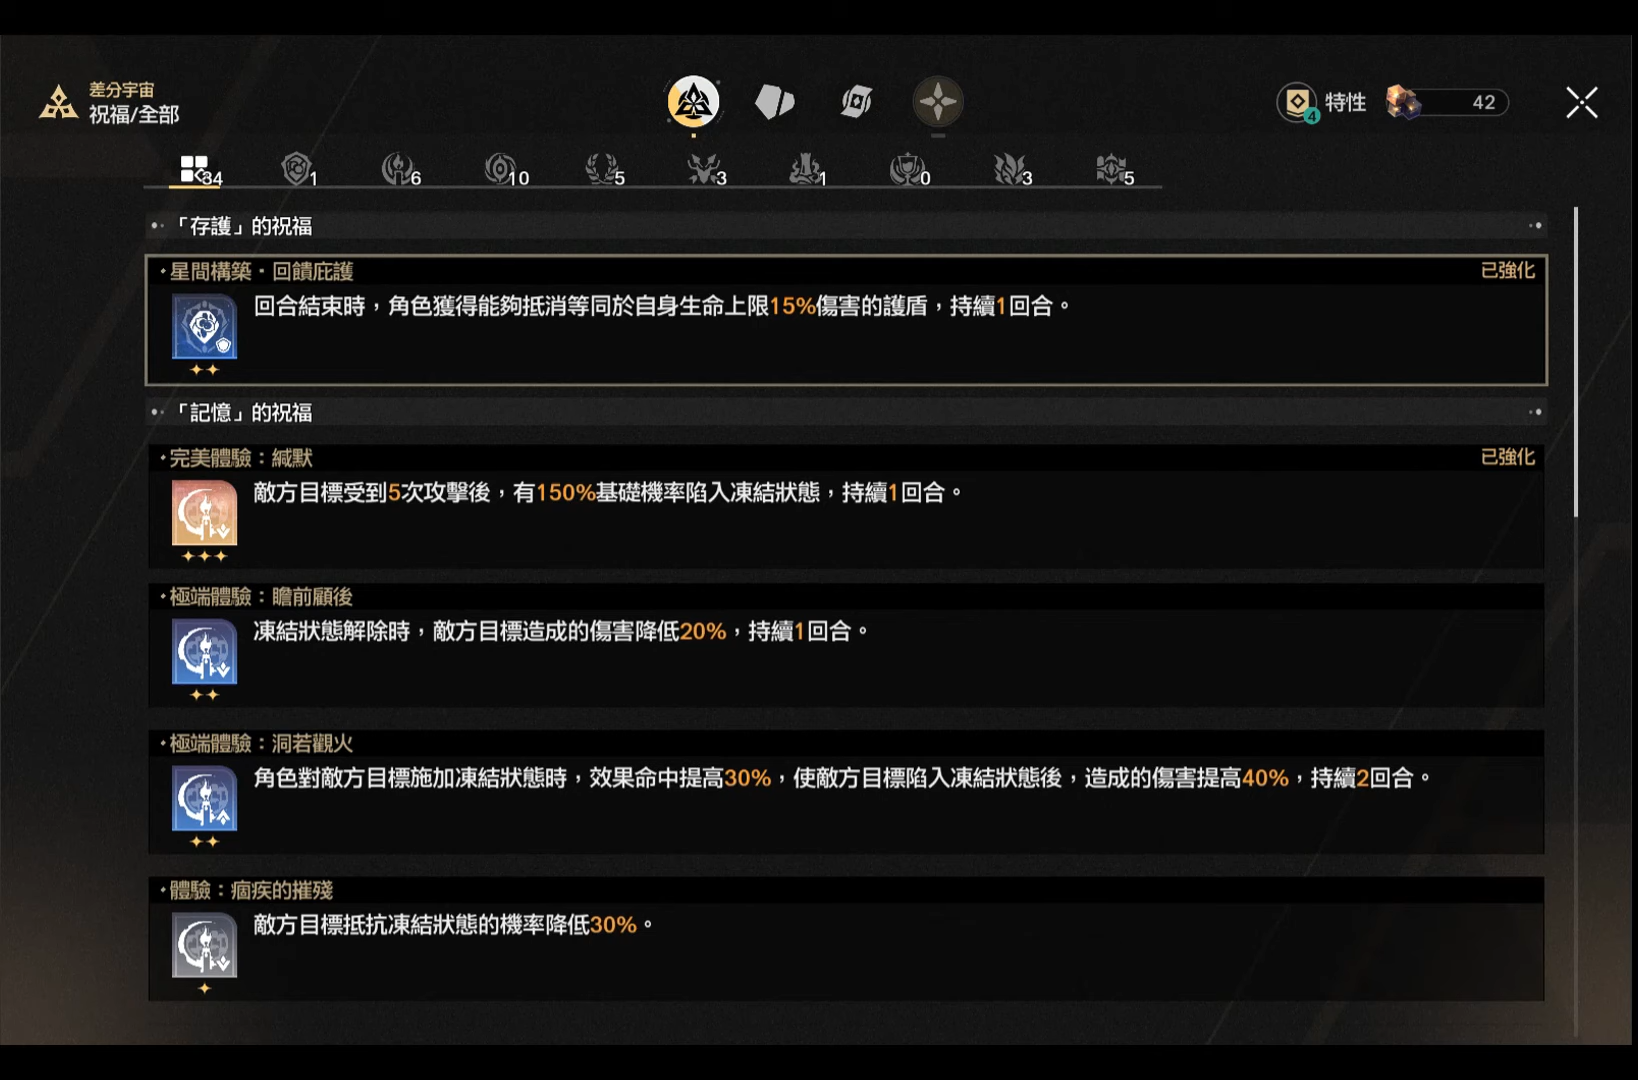 差分宇宙
祝福/全部
特性
4
42
34
1
6
10
5
3
1
0
3
5
「存護」的祝福
星間構築·回饋庇護
已強化
回合結束時,角色獲得能夠抵消等同於自身生命上限15%傷害的護盾,持續1回合。
「記憶」的祝福
完美體驗:緘默
已強化
敵方目標受到5次攻擊後,有150%基礎機率陷入凍結狀態,持續1回合。
極端體驗:瞻前顧後
凍結狀態解除時,敵方目標造成的傷害降低20%,持續1回合。
極端體驗:洞若觀火
角色對敵方目標施加凍結狀態時,效果命中提高30%,使敵方目標陷入凍結狀態後,造成的傷害提高40%,持續2回合。
體驗:痼疾的摧殘
敵方目標抵抗凍結狀態的機率降低30%。